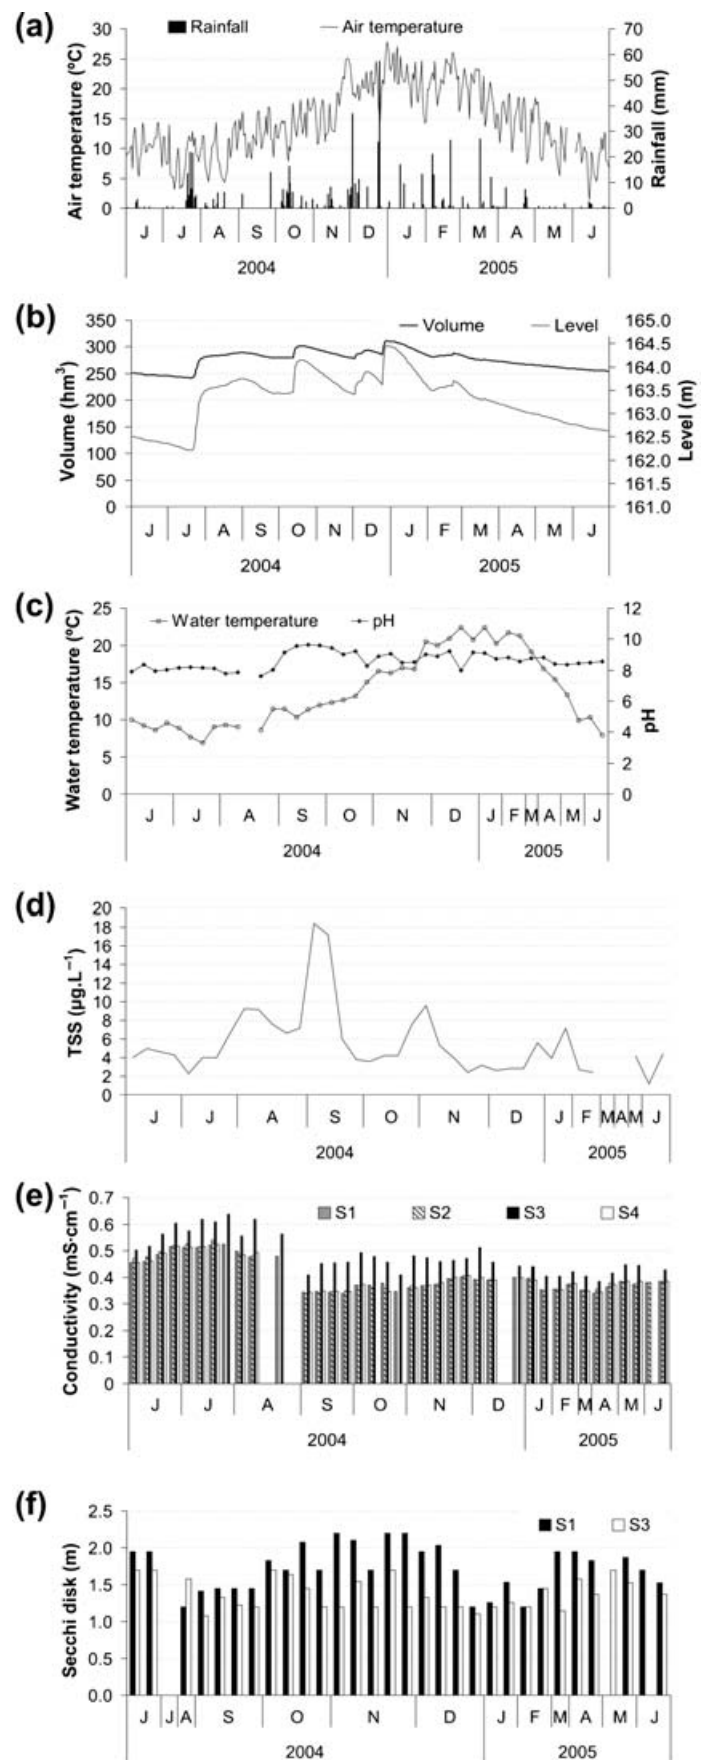 (a)
Rainfall
Air temperature
30
25
20
15
10
5
0
Air temperature (ºC)
70
60
50
40
30
20
10
0
Rainfall (mm)
J J A S O N D J F M A M J
2004 2005
(b)
Volume
Level
350
300
250
200
150
100
50
0
Volume (hm³)
165.0
164.5
164.0
163.5
163.0
162.5
162.0
161.5
161.0
Level (m)
J J A S O N D J F M A M J
2004 2005
(c)
Water temperature
pH
25
20
15
10
5
0
Water temperature (ºC)
12
10
8
6
4
2
0
pH
J J A S O N D J F M A M J
2004 2005
(d)
20
18
16
14
12
10
8
6
4
2
0
TSS (µg.L⁻¹)
J J A S O N D J F M A M J
2004 2005
(e)
S1 S2 S3 S4
0.7
0.6
0.5
0.4
0.3
0.2
0.1
0
Conductivity (mS·cm⁻¹)
J J A S O N D J F M A M J
2004 2005
(f)
S1 S3
2.5
2.0
1.5
1.0
0.5
0.0
Secchi disk (m)
J J A S O N D J F M A M J
2004 2005